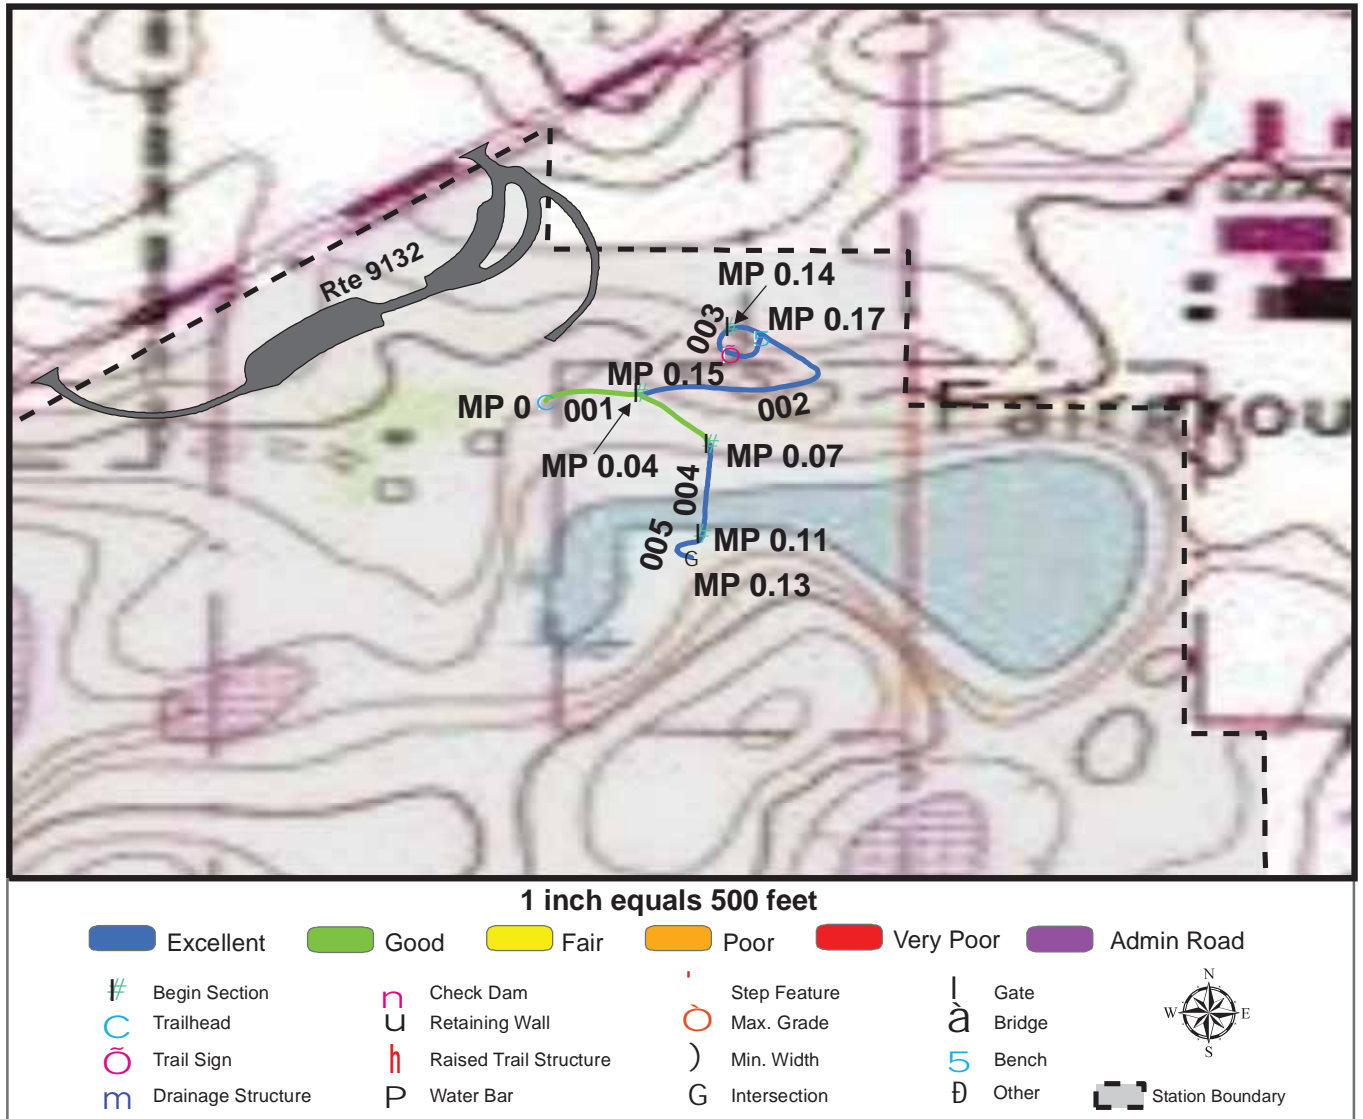 Rte 9132
MP 0.14
003
MP 0.17
MP 0.15
MP 0
001
002
MP 0.04
MP 0.07
004
005
MP 0.11
G
MP 0.13
1 inch equals 500 feet
Excellent
Good
Fair
Poor
Very Poor
Admin Road
# Begin Section
C Trailhead
Õ Trail Sign
m Drainage Structure
n Check Dam
u Retaining Wall
h Raised Trail Structure
P Water Bar
' Step Feature
Ò Max. Grade
) Min. Width
G Intersection
l Gate
à Bridge
5 Bench
Ð Other
N
W E
S
Station Boundary